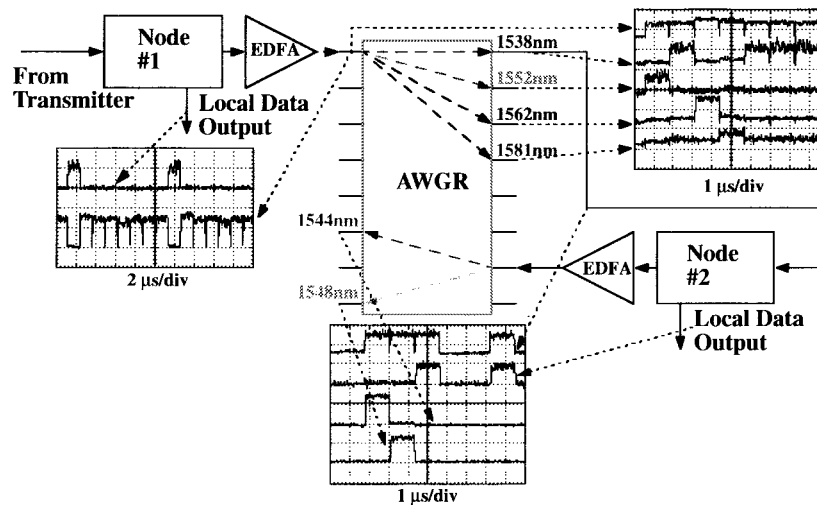 Node
#1
EDFA
From
Transmitter
Local Data
Output
1538nm
1552nm
1562nm
1581nm
1 μs/div
AWGR
2 μs/div
1544nm
1548nm
EDFA
Node
#2
Local Data
Output
1 μs/div